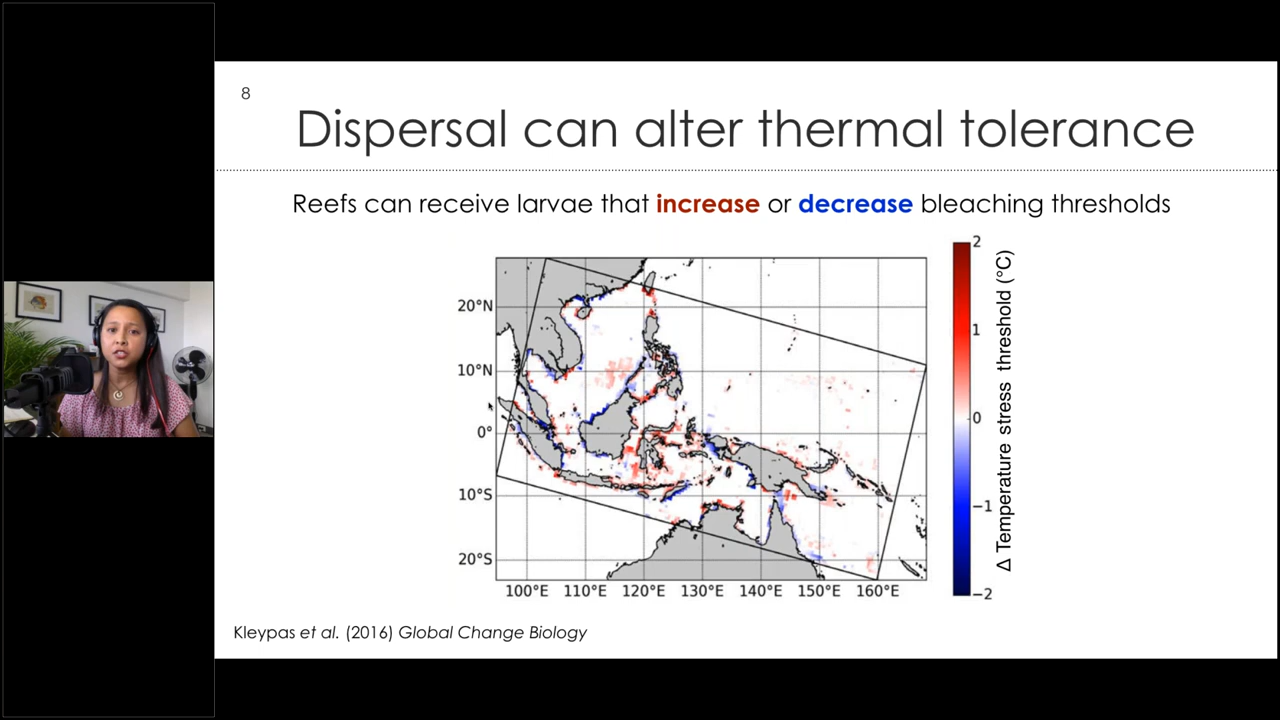 8
Dispersal can alter thermal tolerance
Reefs can receive larvae that increase or decrease bleaching thresholds
20°N
10°N
0°
10°S
20°S
100°E 110°E 120°E 130°E 140°E 150°E 160°E
2
1
0
−1
−2
Δ Temperature stress threshold (°C)
Kleypas et al. (2016) Global Change Biology